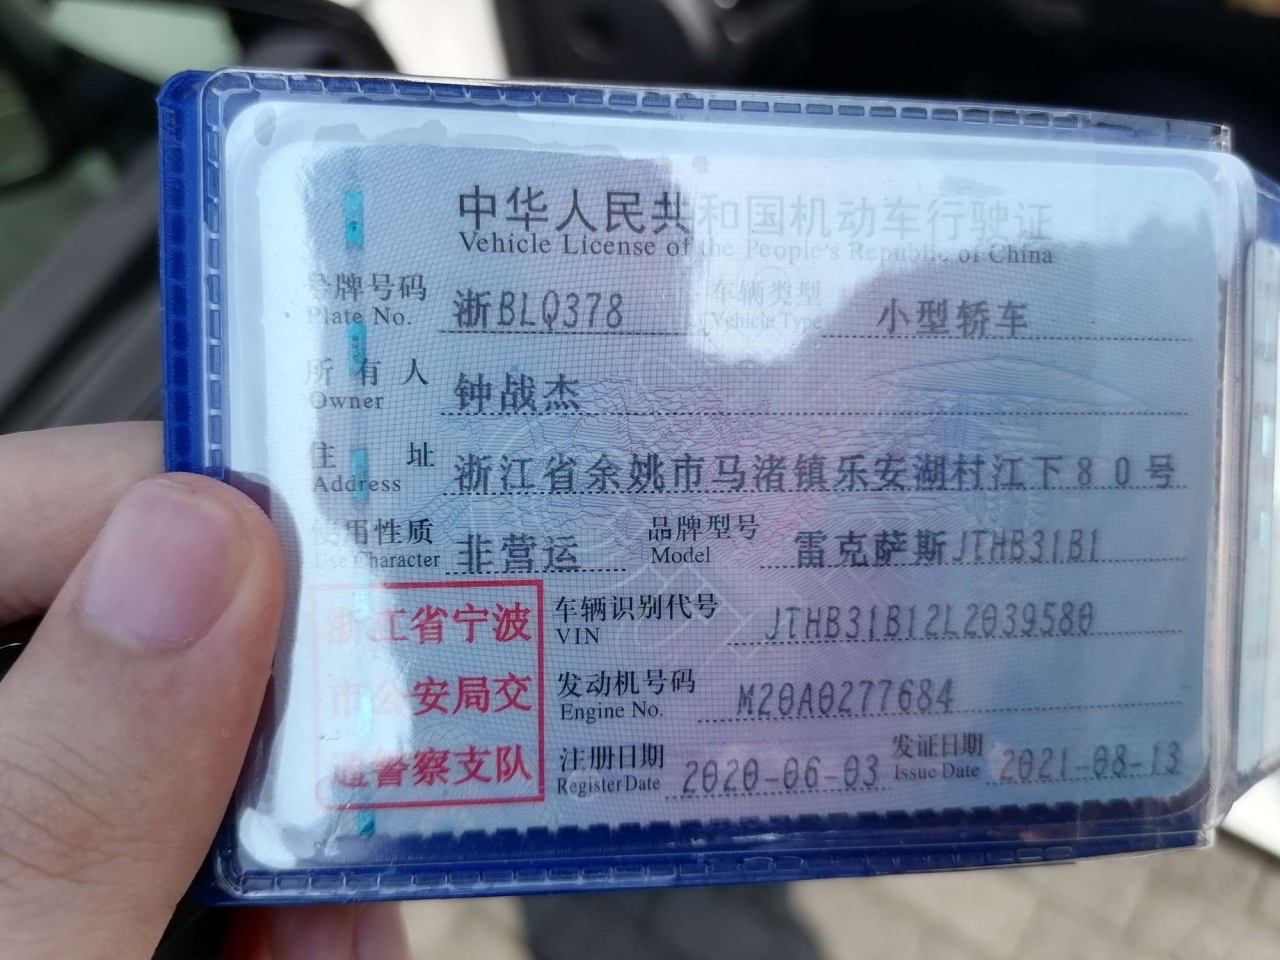 中华人民共和国机动车行驶证
Vehicle License of the People's Republic of China
号牌号码 浙BLQ378 车辆类型 小型轿车
Plate No. Vehicle Type
所有人 钟战杰
Owner
住址 浙江省余姚市马渚镇乐安湖村江下80号
Address
使用性质 非营运 品牌型号 雷克萨斯JTHB31B1
Use Character Model
浙江省宁波
市公安局交
通警察支队
车辆识别代号 JTHB31B12L2039580
VIN
发动机号码 M20A0277684
Engine No.
注册日期 2020-06-03 发证日期 2021-08-13
Register Date Issue Date